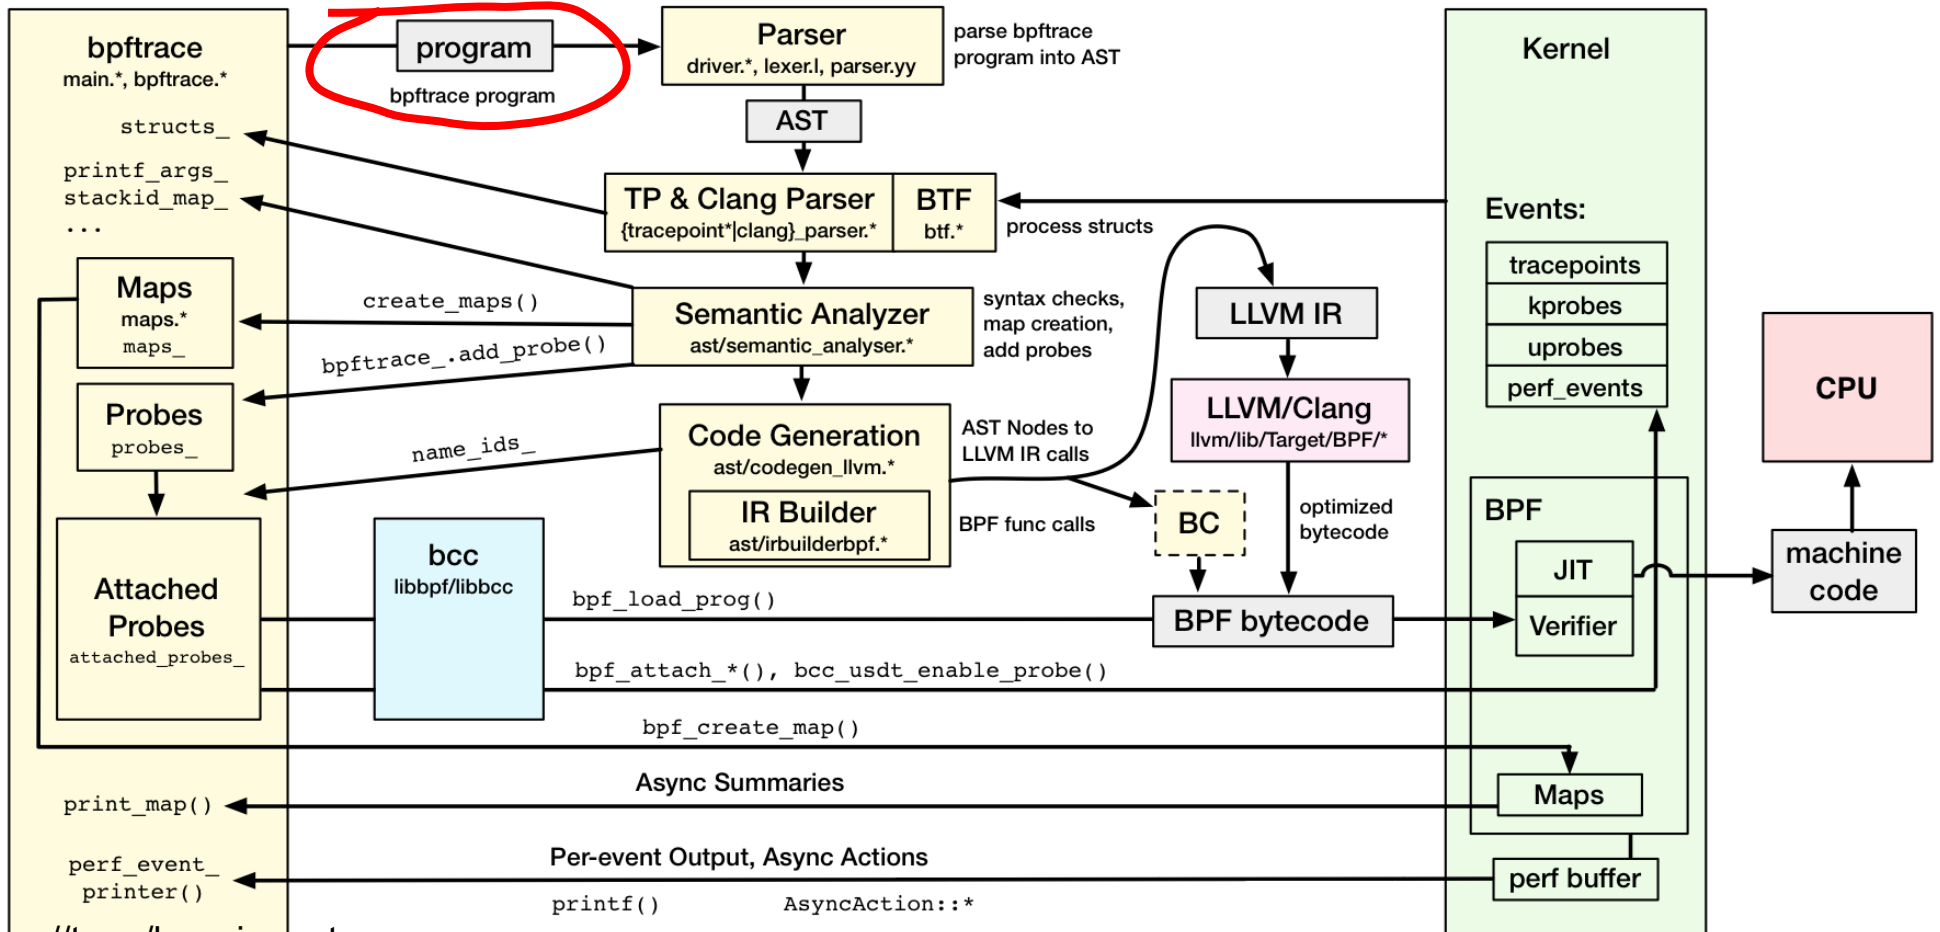 bpftrace
main.*, bpftrace.*
structs_
printf_args_
stackid_map_
...
Maps
maps.*
maps_
Probes
probes_
Attached
Probes
attached_probes_
print_map()
perf_event_
printer()
program
bpftrace program
Parser
driver.*, lexer.l, parser.yy
parse bpftrace
program into AST
AST
TP & Clang Parser
{tracepoint*|clang}_parser.*
BTF
btf.*
process structs
create_maps()
bpftrace_.add_probe()
Semantic Analyzer
ast/semantic_analyser.*
syntax checks,
map creation,
add probes
name_ids_
Code Generation
ast/codegen_llvm.*
IR Builder
ast/irbuilderbpf.*
AST Nodes to
LLVM IR calls
BPF func calls
LLVM IR
LLVM/Clang
llvm/lib/Target/BPF/*
optimized
bytecode
BC
BPF bytecode
bcc
libbpf/libbcc
bpf_load_prog()
bpf_attach_*(), bcc_usdt_enable_probe()
bpf_create_map()
Async Summaries
Per-event Output, Async Actions
printf()
AsyncAction::*
Kernel
Events:
tracepoints
kprobes
uprobes
perf_events
BPF
JIT
Verifier
Maps
perf buffer
CPU
machine
code